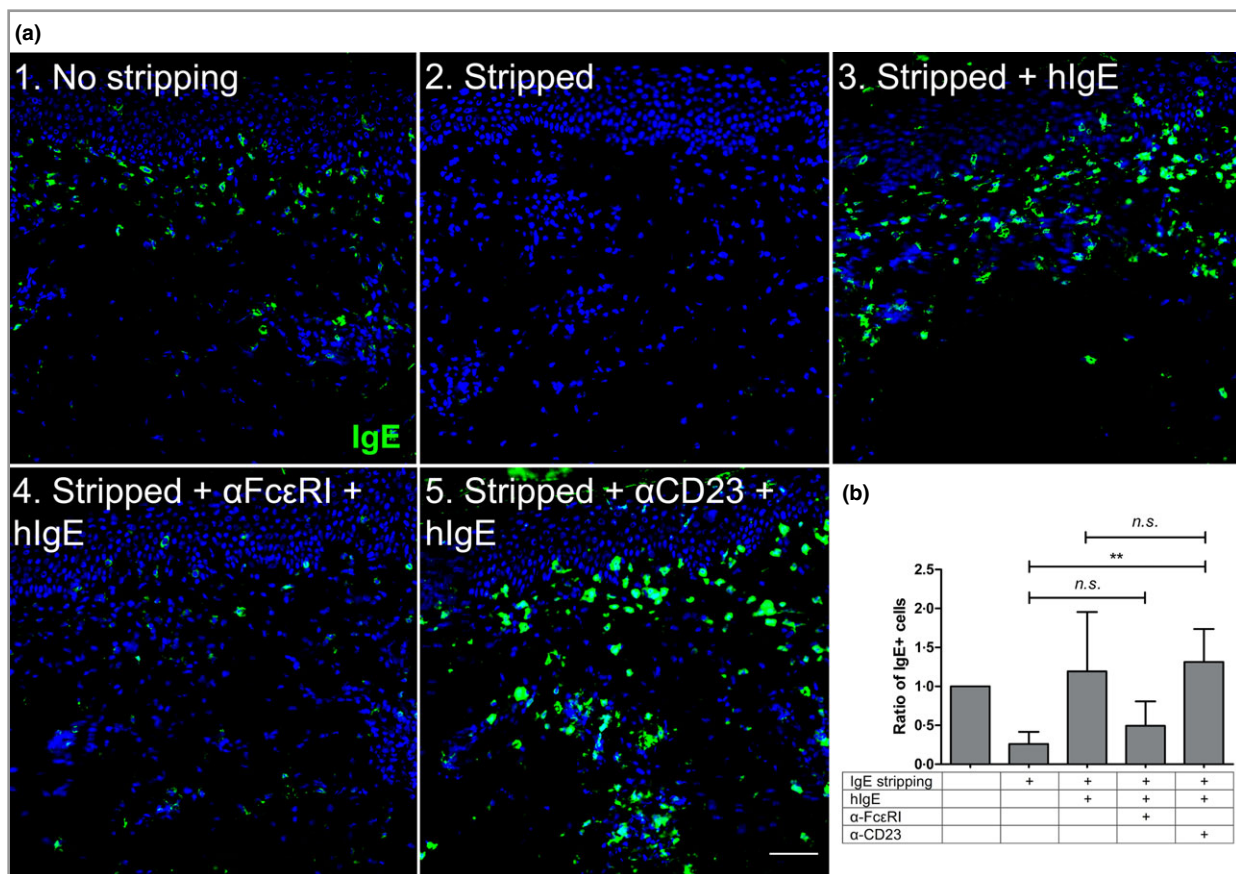 (a)
1. No stripping
2. Stripped
3. Stripped + hIgE
IgE
4. Stripped + αFcεRI +
hIgE
5. Stripped + αCD23 +
hIgE
(b)
n.s.
**
n.s.
2.5
2·0
1·5
1·0
0·5
0·0
Ratio of IgE+ cells
IgE stripping + + + +
hIgE + + +
α-FcεRI +
α-CD23 +